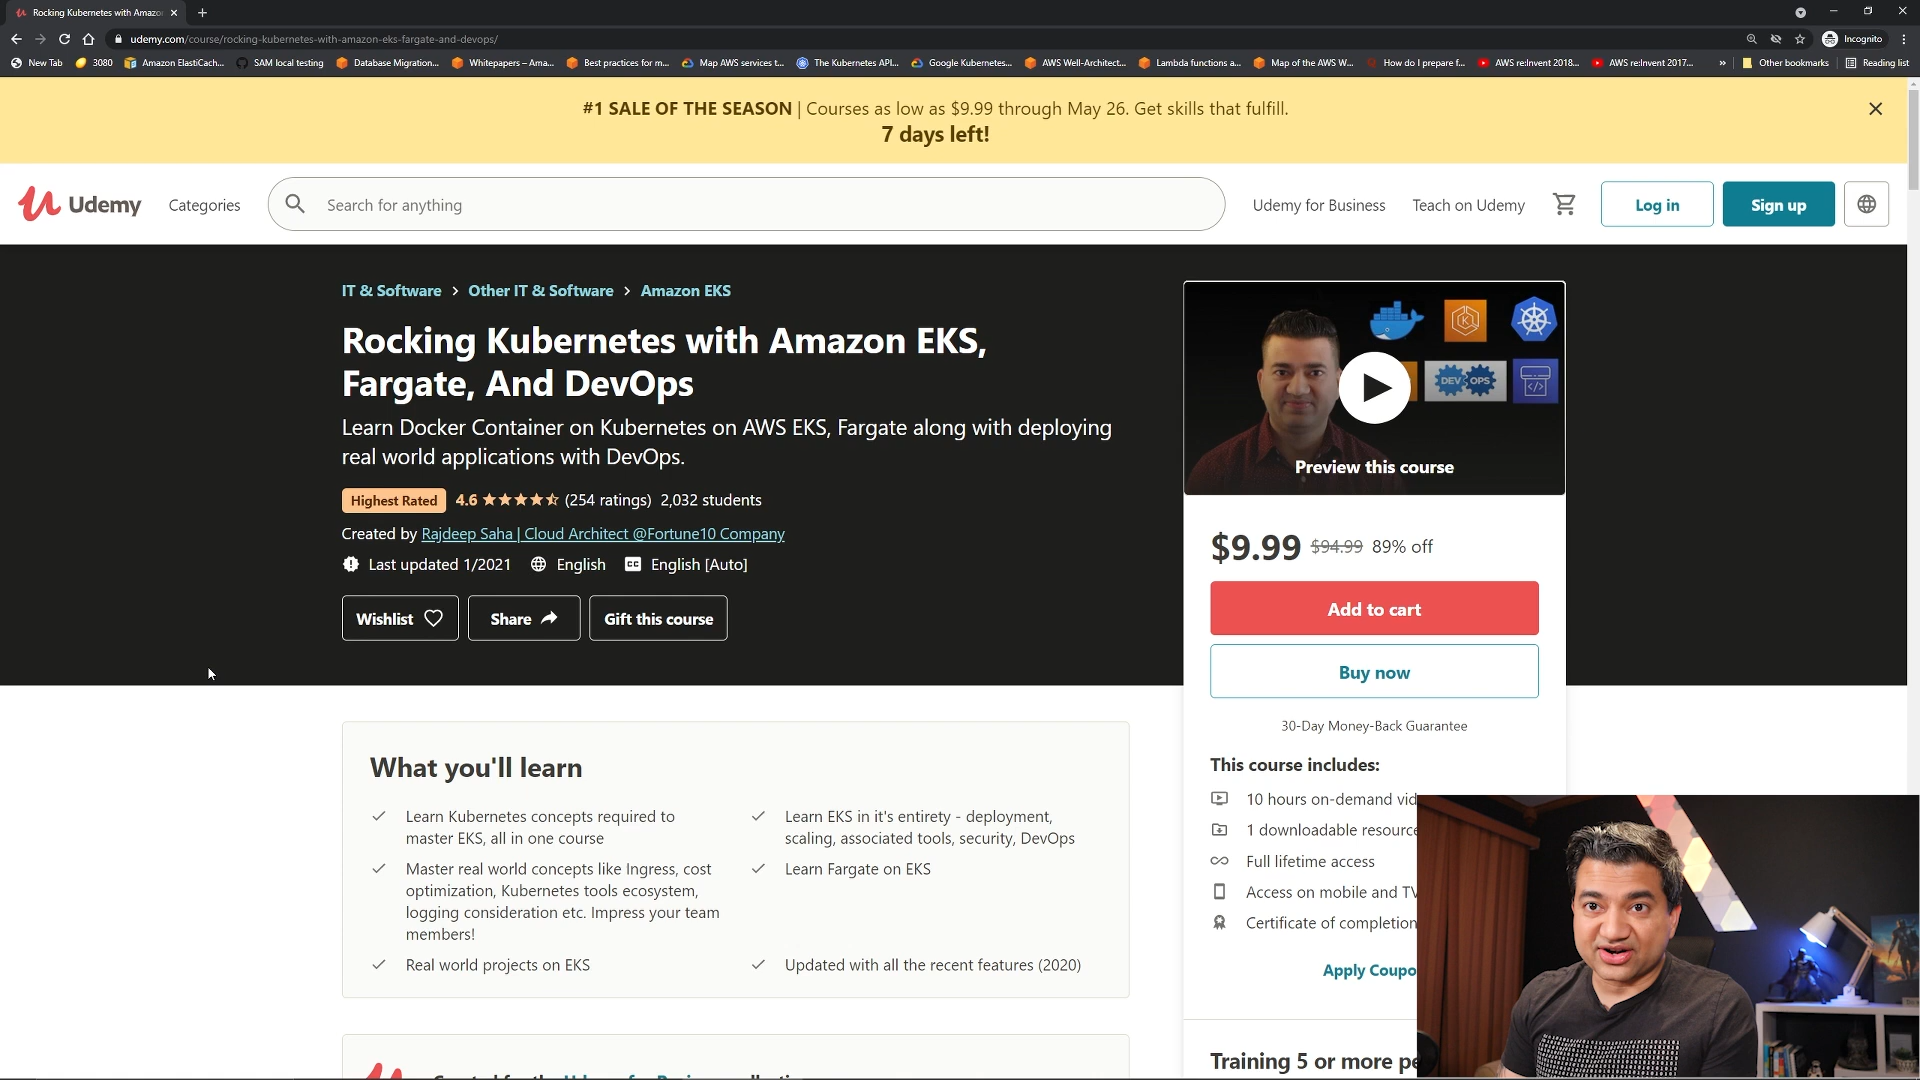 Rocking Kubernetes with Amazo
udemy.com/course/rocking-kubernetes-with-amazon-eks-fargate-and-devops/
Incognito
New Tab
3080
Amazon ElastiCach...
SAM local testing
Database Migration...
Whitepapers – Ama...
Best practices for m...
Map AWS services t...
The Kubernetes API...
Google Kubernetes...
AWS Well-Architect...
Lambda functions a...
Map of the AWS W...
How do I prepare f...
AWS re:Invent 2018...
AWS re:Invent 2017...
Other bookmarks
Reading list
#1 SALE OF THE SEASON | Courses as low as $9.99 through May 26. Get skills that fulfill.
7 days left!
Udemy
Categories
Search for anything
Udemy for Business
Teach on Udemy
Log in
Sign up
IT & Software > Other IT & Software > Amazon EKS
Rocking Kubernetes with Amazon EKS,
Fargate, And DevOps
Learn Docker Container on Kubernetes on AWS EKS, Fargate along with deploying
real world applications with DevOps.
Highest Rated 4.6 (254 ratings) 2,032 students
Created by Rajdeep Saha | Cloud Architect @Fortune10 Company
Last updated 1/2021 English CC English [Auto]
Wishlist
Share
Gift this course
DEV OPS
Preview this course
$9.99 $94.99 89% off
Add to cart
Buy now
30-Day Money-Back Guarantee
This course includes:
10 hours on-demand vid
1 downloadable resource
Full lifetime access
Access on mobile and TV
Certificate of completion
Apply Coupo
Training 5 or more pe
What you'll learn
Learn Kubernetes concepts required to
master EKS, all in one course
Learn EKS in it's entirety - deployment,
scaling, associated tools, security, DevOps
Master real world concepts like Ingress, cost
optimization, Kubernetes tools ecosystem,
logging consideration etc. Impress your team
members!
Learn Fargate on EKS
Real world projects on EKS
Updated with all the recent features (2020)